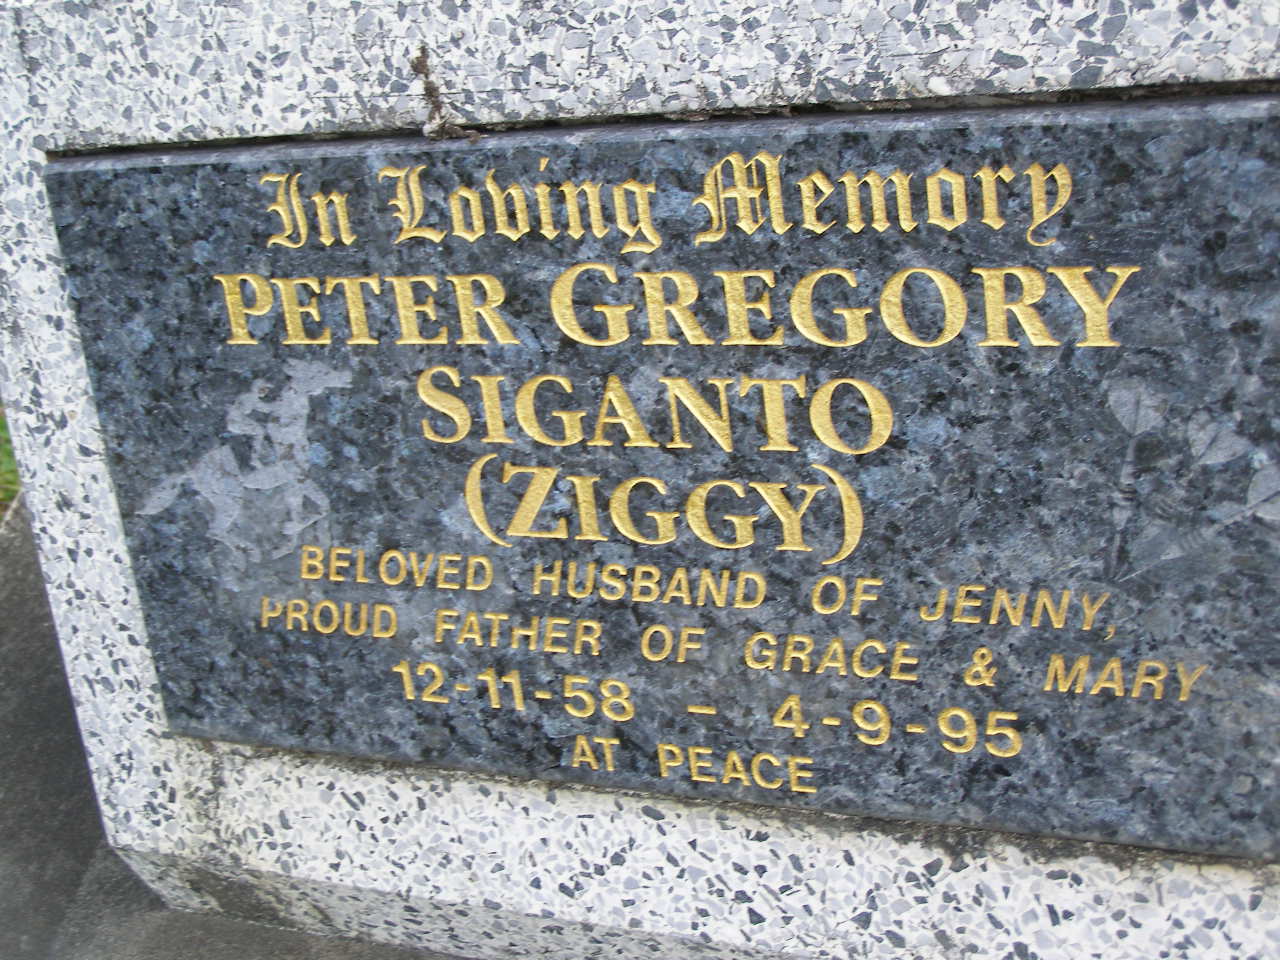 In Loving Memory
PETER GREGORY
SIGANTO
(ZIGGY)
BELOVED HUSBAND OF JENNY,
PROUD FATHER OF GRACE & MARY
12-11-58 – 4-9-95
AT PEACE